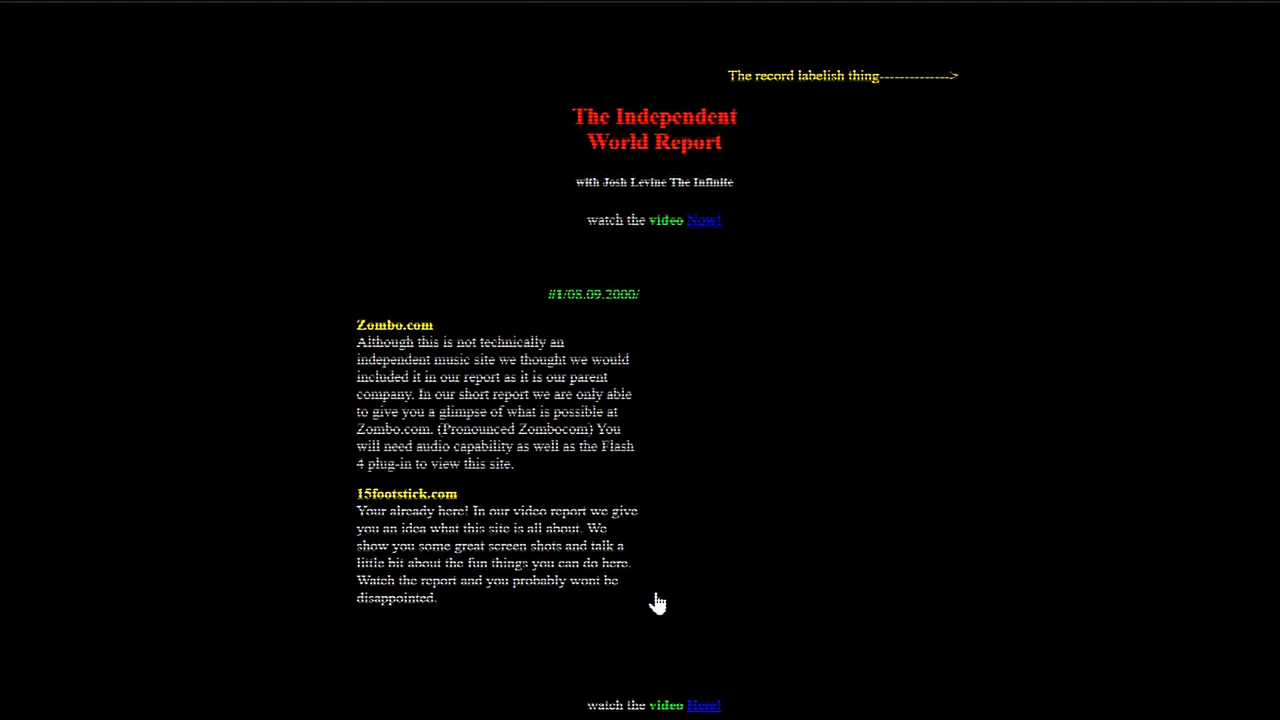 The record labelish thing-------------->
The Independent
World Report
with Josh Levine The Infinite
watch the video Now!
#1/08.09.2000/
Zombo.com
Although this is not technically an
independent music site we thought we would
included it in our report as it is our parent
company. In our short report we are only able
to give you a glimpse of what is possible at
Zombo.com. (Pronounced Zombocom) You
will need audio capability as well as the Flash
4 plug-in to view this site.
15footstick.com
Your already here! In our video report we give
you an idea what this site is all about. We
show you some great screen shots and talk a
little bit about the fun things you can do here.
Watch the report and you probably wont be
disappointed.
watch the video Here!